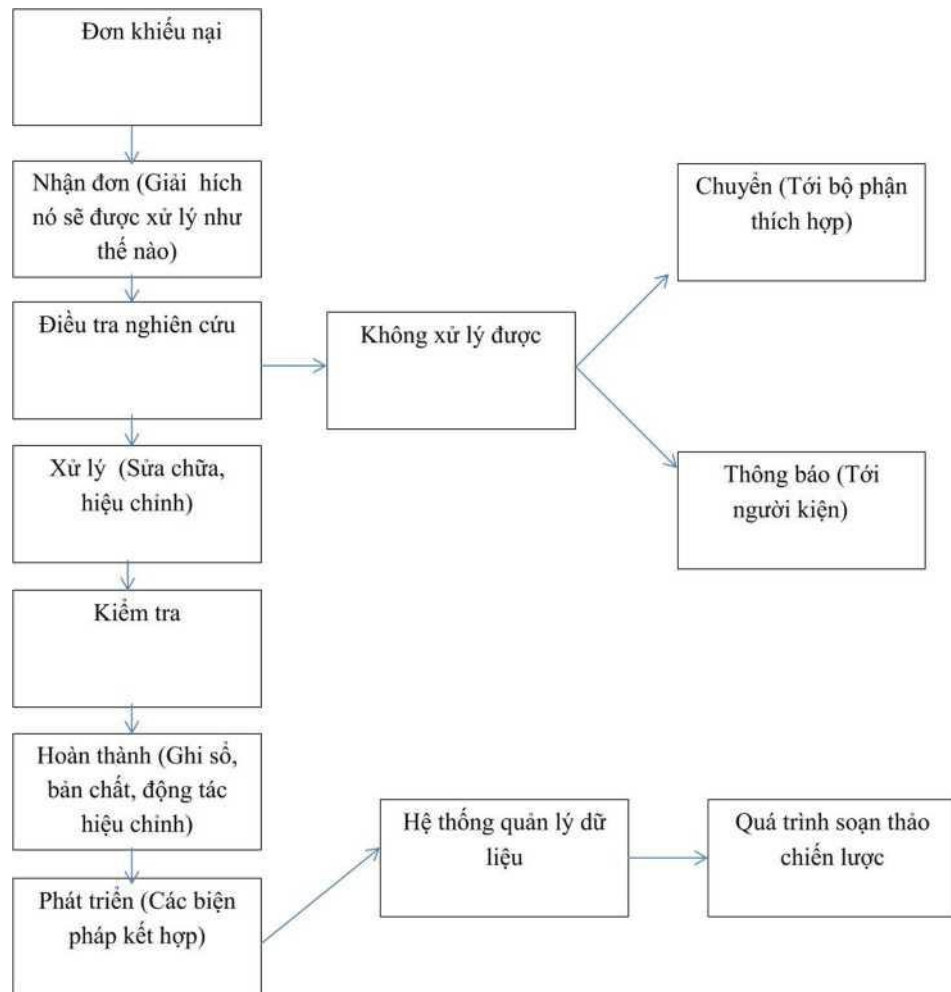 Đơn khiếu nại
Nhận đơn (Giải hích
nó sẽ được xử lý như
thế nào)
Chuyển (Tới bộ phận
thích hợp)
Điều tra nghiên cứu
Không xử lý được
Xử lý (Sửa chữa,
hiệu chỉnh)
Thông báo (Tới
người kiện)
Kiểm tra
Hoàn thành (Ghi sổ,
bản chất, động tác
hiệu chỉnh)
Hệ thống quản lý dữ
liệu
Quá trình soạn thảo
chiến lược
Phát triển (Các biện
pháp kết hợp)